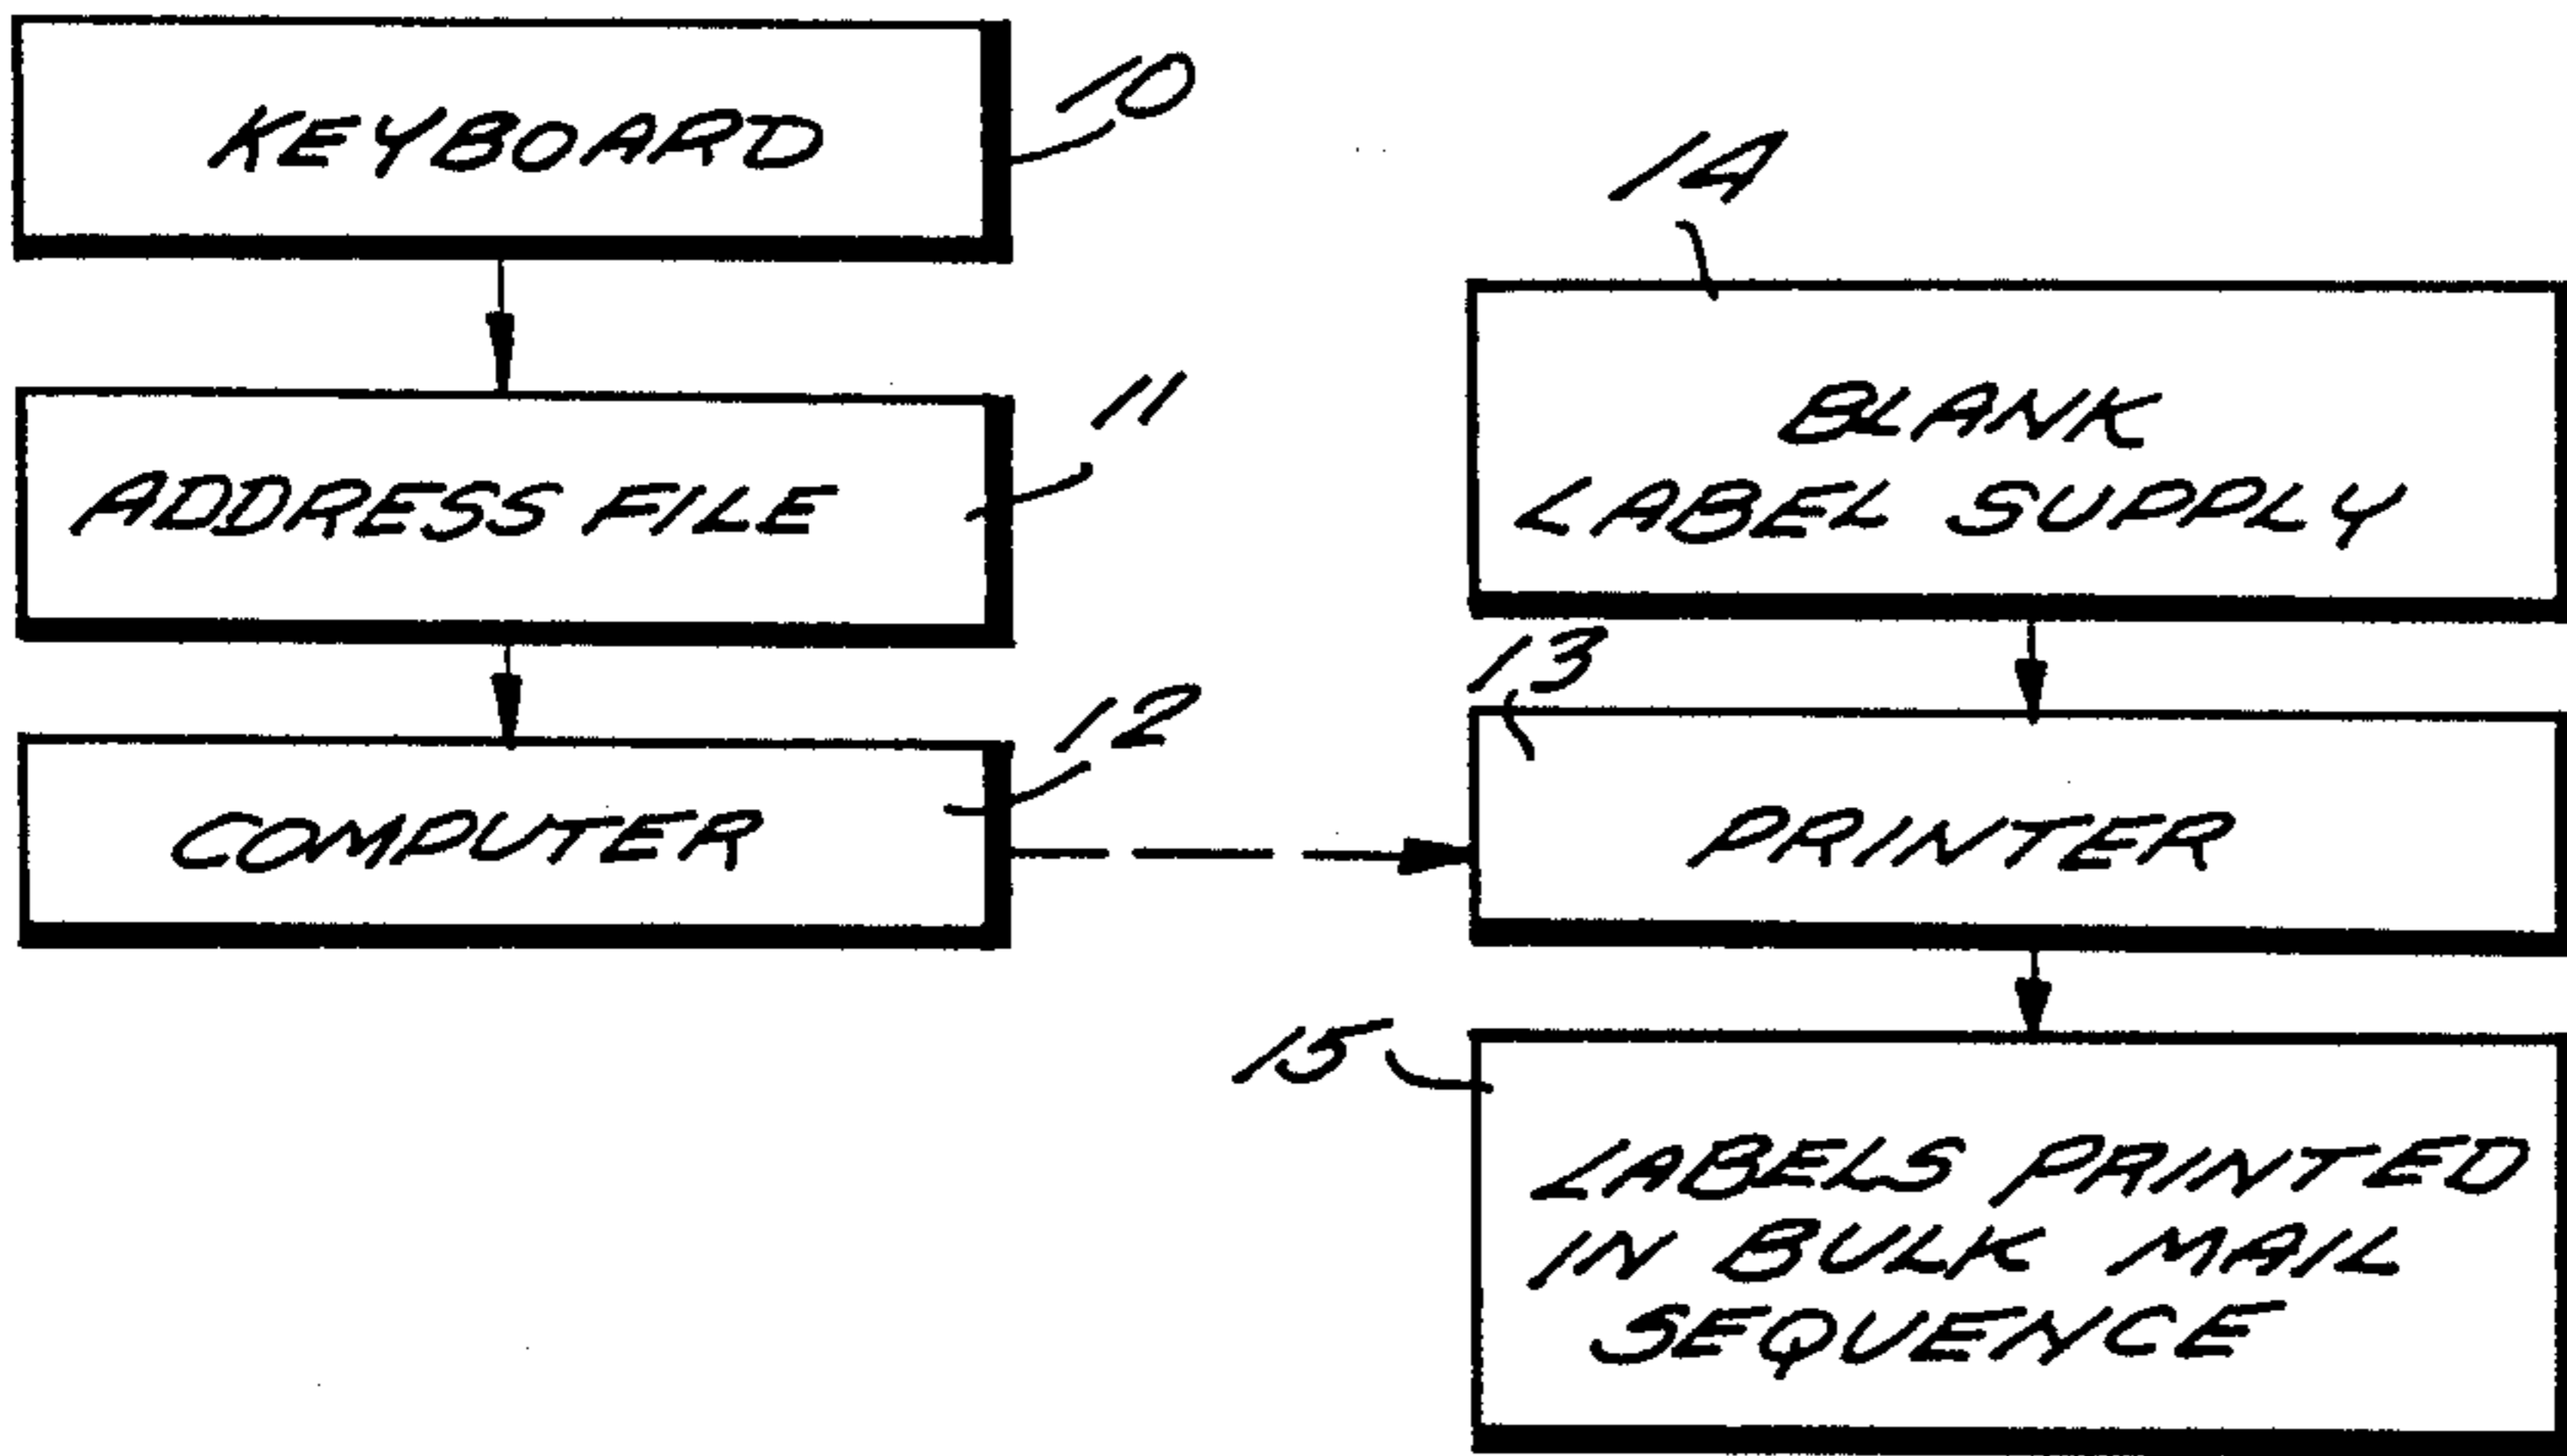 KEYBOARD
10
ADDRESS FILE
11
COMPUTER
12
14
BLANK
LABEL SUPPLY
13
PRINTER
15
LABELS PRINTED
IN BULK MAIL
SEQUENCE